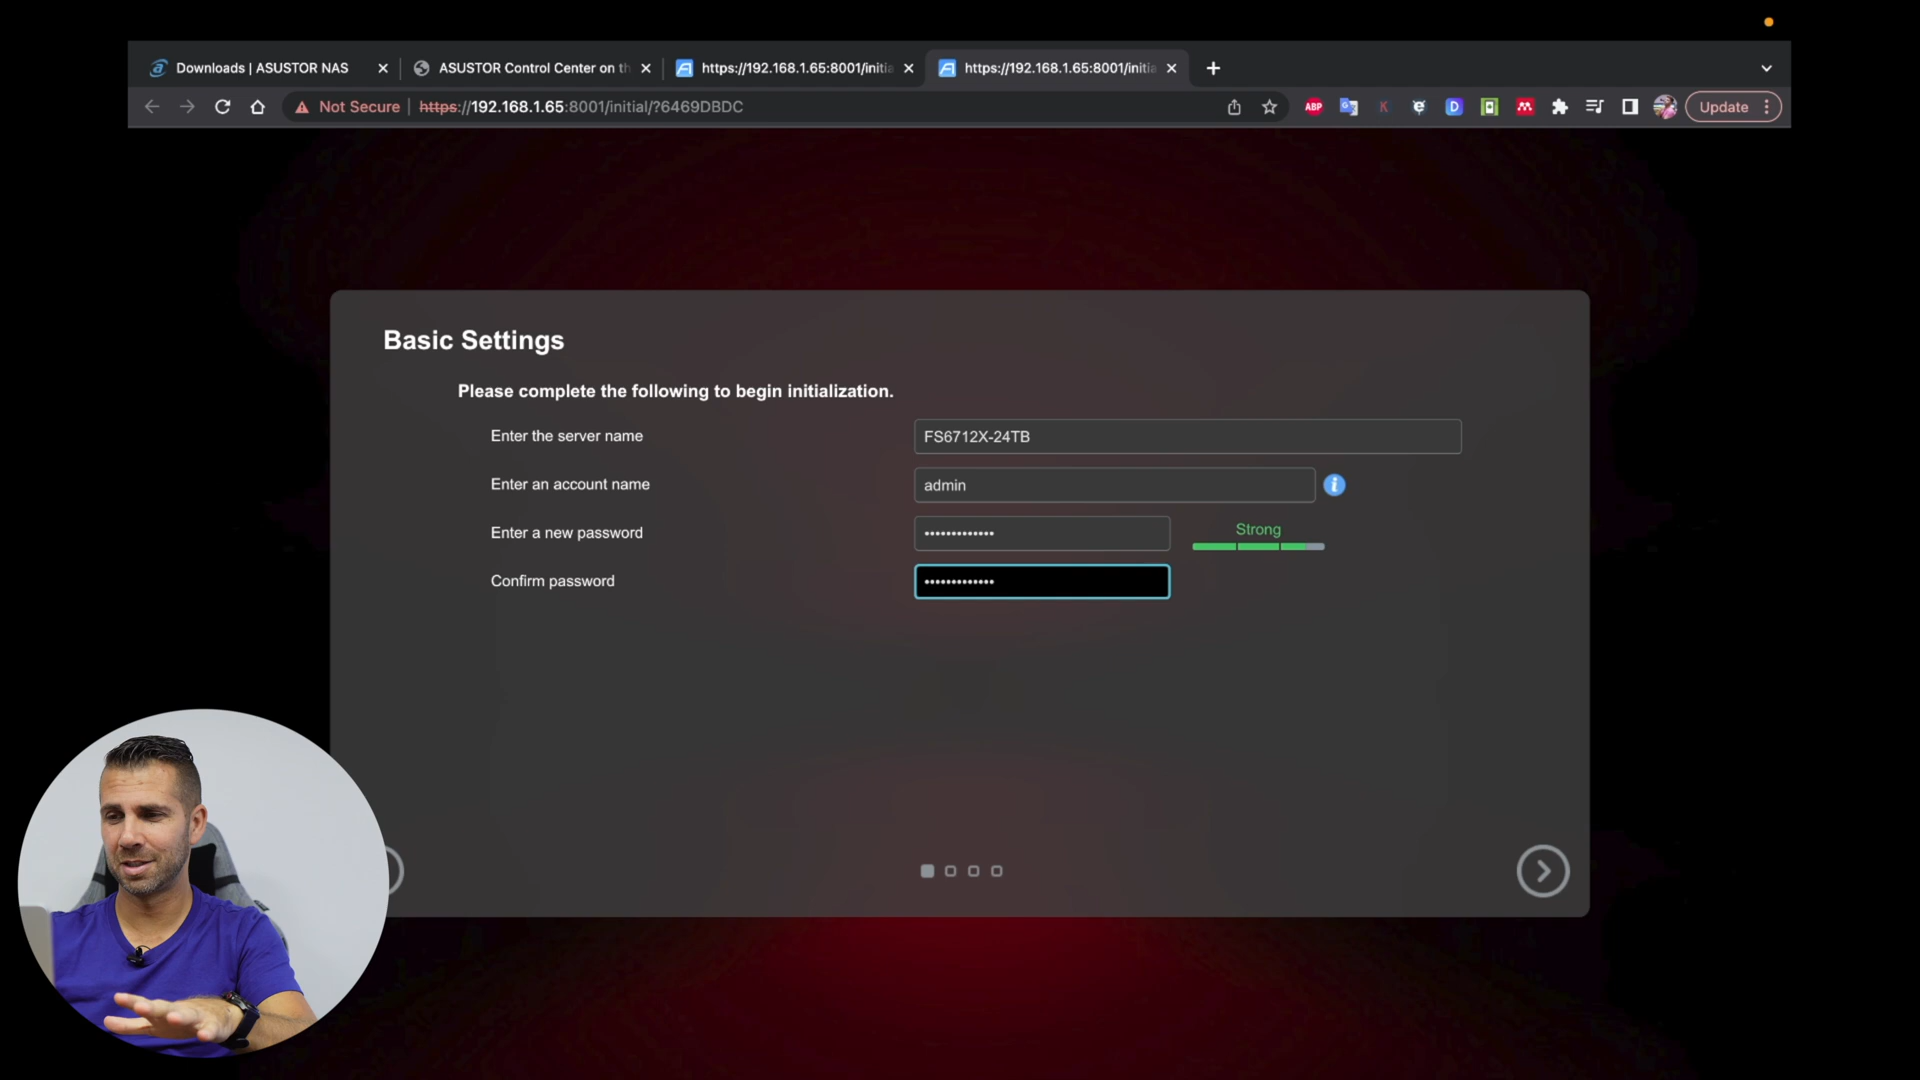 Downloads | ASUSTOR NAS
ASUSTOR Control Center on th
https://192.168.1.65:8001/initia
https://192.168.1.65:8001/initia
Not Secure | https://192.168.1.65:8001/initial/?6469DBDC
ABP
K
D
Update
Basic Settings
Please complete the following to begin initialization.
Enter the server name
FS6712X-24TB
Enter an account name
admin
Enter a new password
•••••••••••••
Strong
Confirm password
•••••••••••••